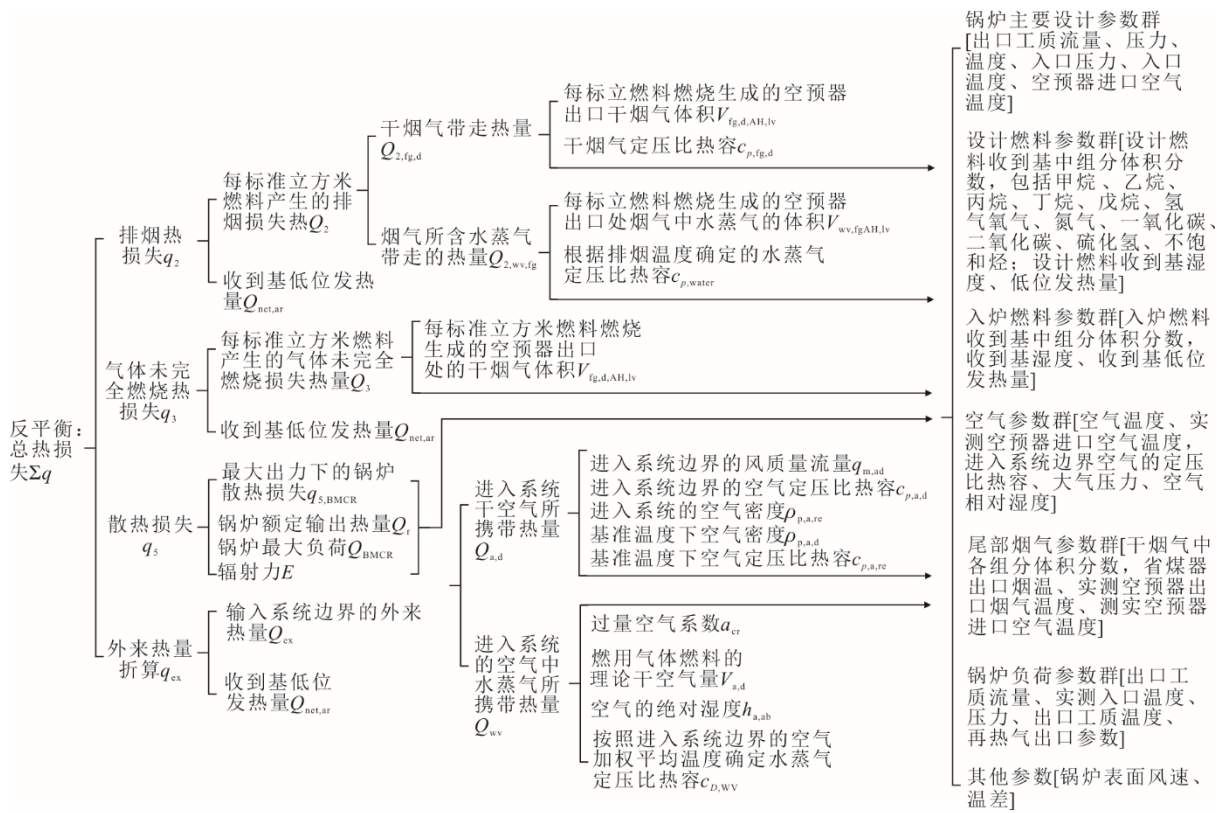 反平衡：
总热损
失Σq
排烟热
损失q₂
每标准立方米
燃料产生的排
烟损失热Q₂
收到基低位发热
量Q_net,ar
干烟气带走热量
Q_2,fg,d
每标立燃料燃烧生成的空预器
出口干烟气体积V_fg,d,AH,lv
干烟气定压比热容c_p,fg,d
烟气所含水蒸气
带走的热量Q_2,wv,fg
每标立燃料燃烧生成的空预器
出口处烟气中水蒸气的体积V_wv,fgAH,lv
根据排烟温度确定的水蒸气
定压比热容c_p,water
气体未完
全燃烧热
损失q₃
每标准立方米燃料
产生的气体未完全
燃烧损失热量Q₃
收到基低位发热量Q_net,ar
每标准立方米燃料燃烧
生成的空预器出口
处的干烟气体积V_fg,d,AH,lv
散热损失
q₅
最大出力下的锅炉
散热损失q_5,BMCR
锅炉额定输出热量Q_r
锅炉最大负荷Q_BMCR
辐射力E
外来热量
折算q_ex
输入系统边界的外来
热量Q_ex
收到基低位
发热量Q_net,ar
进入系统
干空气所
携带热量
Q_a,d
进入系统边界的风质量流量q_m,ad
进入系统边界的空气定压比热容c_p,a,d
进入系统的空气密度ρ_p,a,re
基准温度下空气密度ρ_p,a,d
基准温度下空气定压比热容c_p,a,re
进入系统
的空气中
水蒸气所
携带热量
Q_wv
过量空气系数a_cr
燃用气体燃料的
理论干空气量V_a,d
空气的绝对湿度h_a,ab
按照进入系统边界的空气
加权平均温度确定水蒸气
定压比热容c_D,WV
锅炉主要设计参数群
[出口工质流量、压力、
温度、入口压力、入口
温度、空预器进口空气
温度]
设计燃料参数群[设计燃
料收到基中组分体积分
数，包括甲烷、乙烷、
丙烷、丁烷、戊烷、氢
气氧气、氮气、一氧化碳、
二氧化碳、硫化氢、不饱
和烃；设计燃料收到基湿
度、低位发热量]
入炉燃料参数群[入炉燃料
收到基中组分体积分数，
收到基湿度、收到基低位
发热量]
空气参数群[空气温度、实
测空预器进口空气温度，
进入系统边界空气的定压
比热容、大气压力、空气
相对湿度]
尾部烟气参数群[干烟气中
各组分体积分数，省煤器
出口烟温、实测空预器出
口烟气温度、测实空预器
进口空气温度]
锅炉负荷参数群[出口工
质流量、实测入口温度、
压力、出口工质温度、
再热气出口参数]
其他参数[锅炉表面风速、
温差]